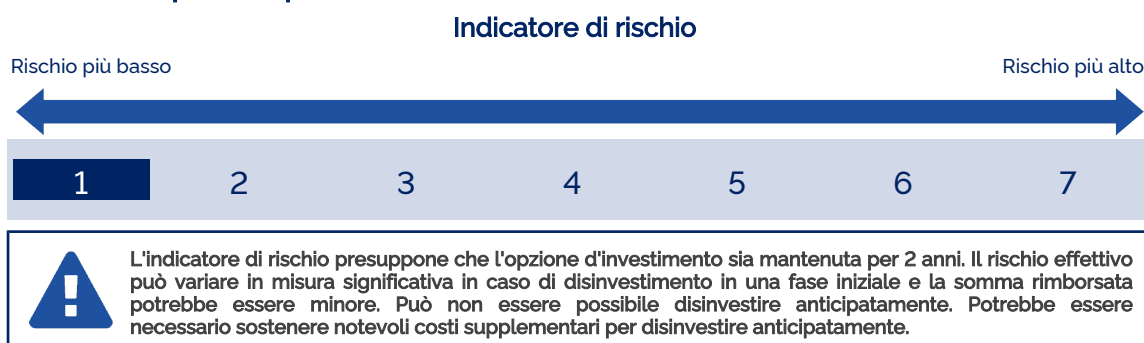 Indicatore di rischio
Rischio più basso
Rischio più alto
1 2 3 4 5 6 7
L'indicatore di rischio presuppone che l'opzione d'investimento sia mantenuta per 2 anni. Il rischio effettivo
può variare in misura significativa in caso di disinvestimento in una fase iniziale e la somma rimborsata
potrebbe essere minore. Può non essere possibile disinvestire anticipatamente. Potrebbe essere
necessario sostenere notevoli costi supplementari per disinvestire anticipatamente.